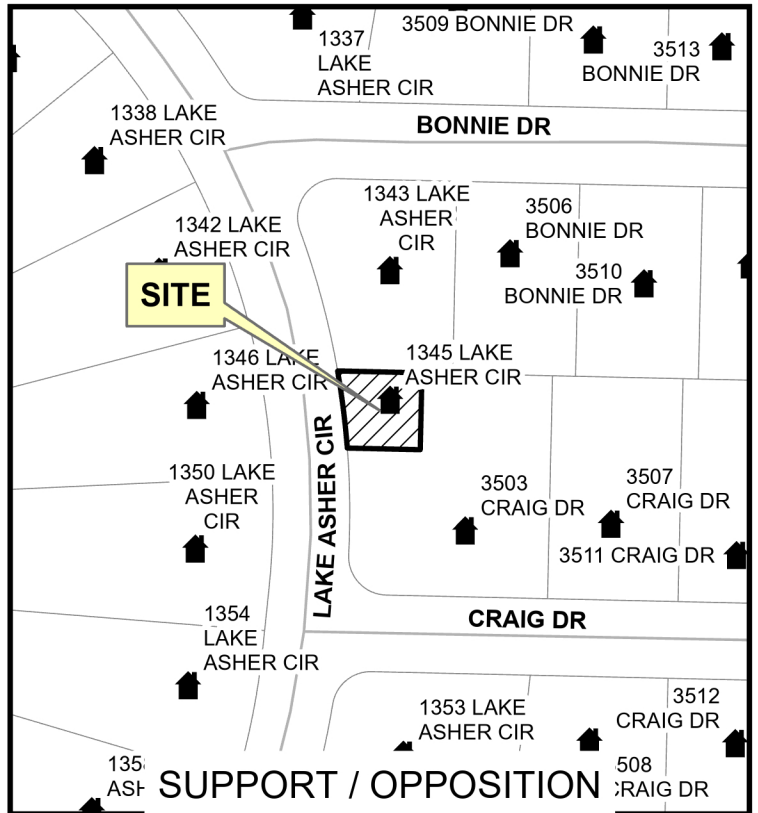 3509 BONNIE DR
1337
LAKE
ASHER CIR
3513
BONNIE DR
1338 LAKE
ASHER CIR
BONNIE DR
1343 LAKE
ASHER
CIR
3506
BONNIE DR
1342 LAKE
ASHER CIR
3510
BONNIE DR
SITE
1346 LAKE
ASHER CIR
1345 LAKE
ASHER CIR
LAKE ASHER CIR
1350 LAKE
ASHER
CIR
3503
CRAIG DR
3507
CRAIG DR
3511 CRAIG DR
1354
LAKE
ASHER CIR
CRAIG DR
1353 LAKE
ASHER CIR
3512
CRAIG DR
508
CRAIG DR
SUPPORT / OPPOSITION